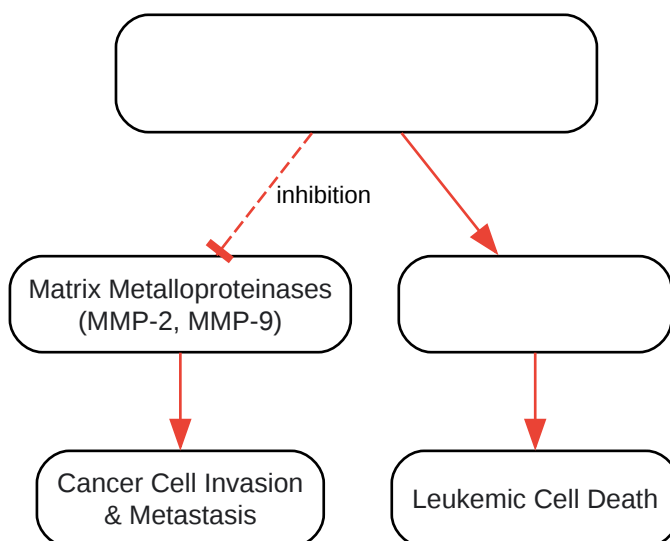 inhibition
Matrix Metalloproteinases
(MMP-2, MMP-9)
Cancer Cell Invasion
& Metastasis
Leukemic Cell Death